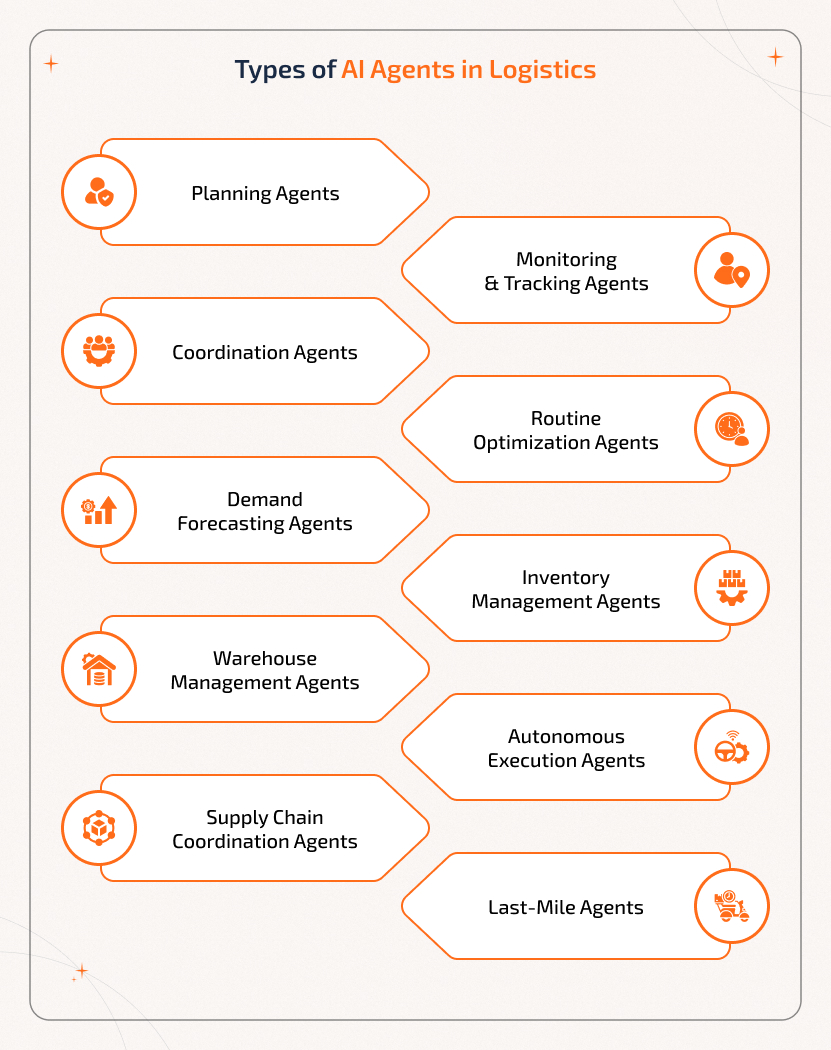 Types of AI Agents in Logistics
Planning Agents
Monitoring
& Tracking Agents
Coordination Agents
Routine
Optimization Agents
Demand
Forecasting Agents
Inventory
Management Agents
Warehouse
Management Agents
Autonomous
Execution Agents
Supply Chain
Coordination Agents
Last-Mile Agents